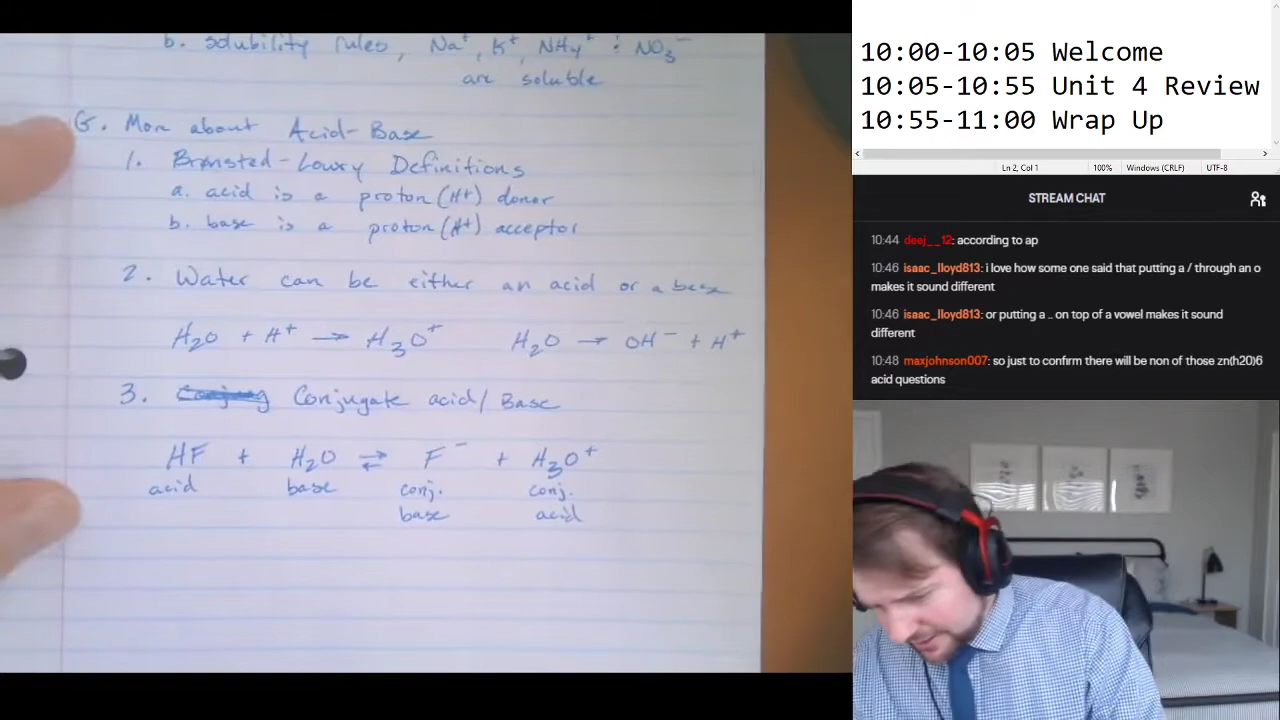 b. solubility rules, Na⁺, K⁺, NH₄⁺ : NO₃⁻
are soluble
G. More about Acid-Base
1. Brønsted-Lowry Definitions
a. acid is a proton (H⁺) donor
b. base is a proton (H⁺) acceptor
2. Water can be either an acid or a base
H₂O + H⁺ → H₃O⁺ H₂O → OH⁻ + H⁺
3. Conjugate acid/Base
HF + H₂O ⇌ F⁻ + H₃O⁺
acid base conj. conj.
base acid
10:00-10:05 Welcome
10:05-10:55 Unit 4 Review
10:55-11:00 Wrap Up
Ln 2, Col 1 100% Windows (CRLF) UTF-8
STREAM CHAT
10:44 deej__12: according to ap
10:46 isaac_lloyd813: i love how some one said that putting a / through an o
makes it sound different
10:46 isaac_lloyd813: or putting a .. on top of a vowel makes it sound
different
10:48 maxjohnson007: so just to confirm there will be non of those zn(h20)6
acid questions